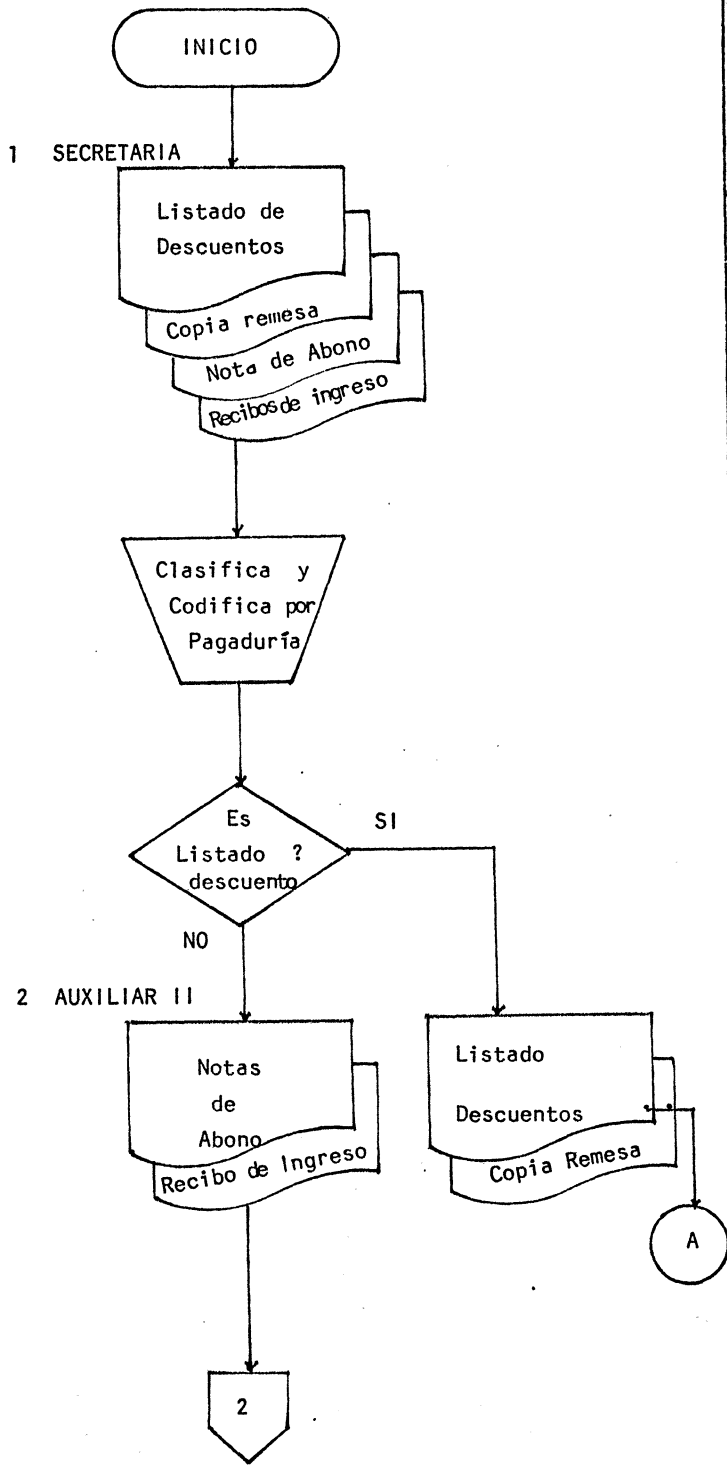 INICIO
1 SECRETARIA
Listado de
Descuentos
Copia remesa
Nota de Abono
Recibos de ingreso
Clasifica y
Codifica por
Pagaduría
Es
Listado ?
descuento
SI
NO
2 AUXILIAR II
Notas
de
Abono
Recibo de Ingreso
Listado
Descuentos
Copia Remesa
A
2